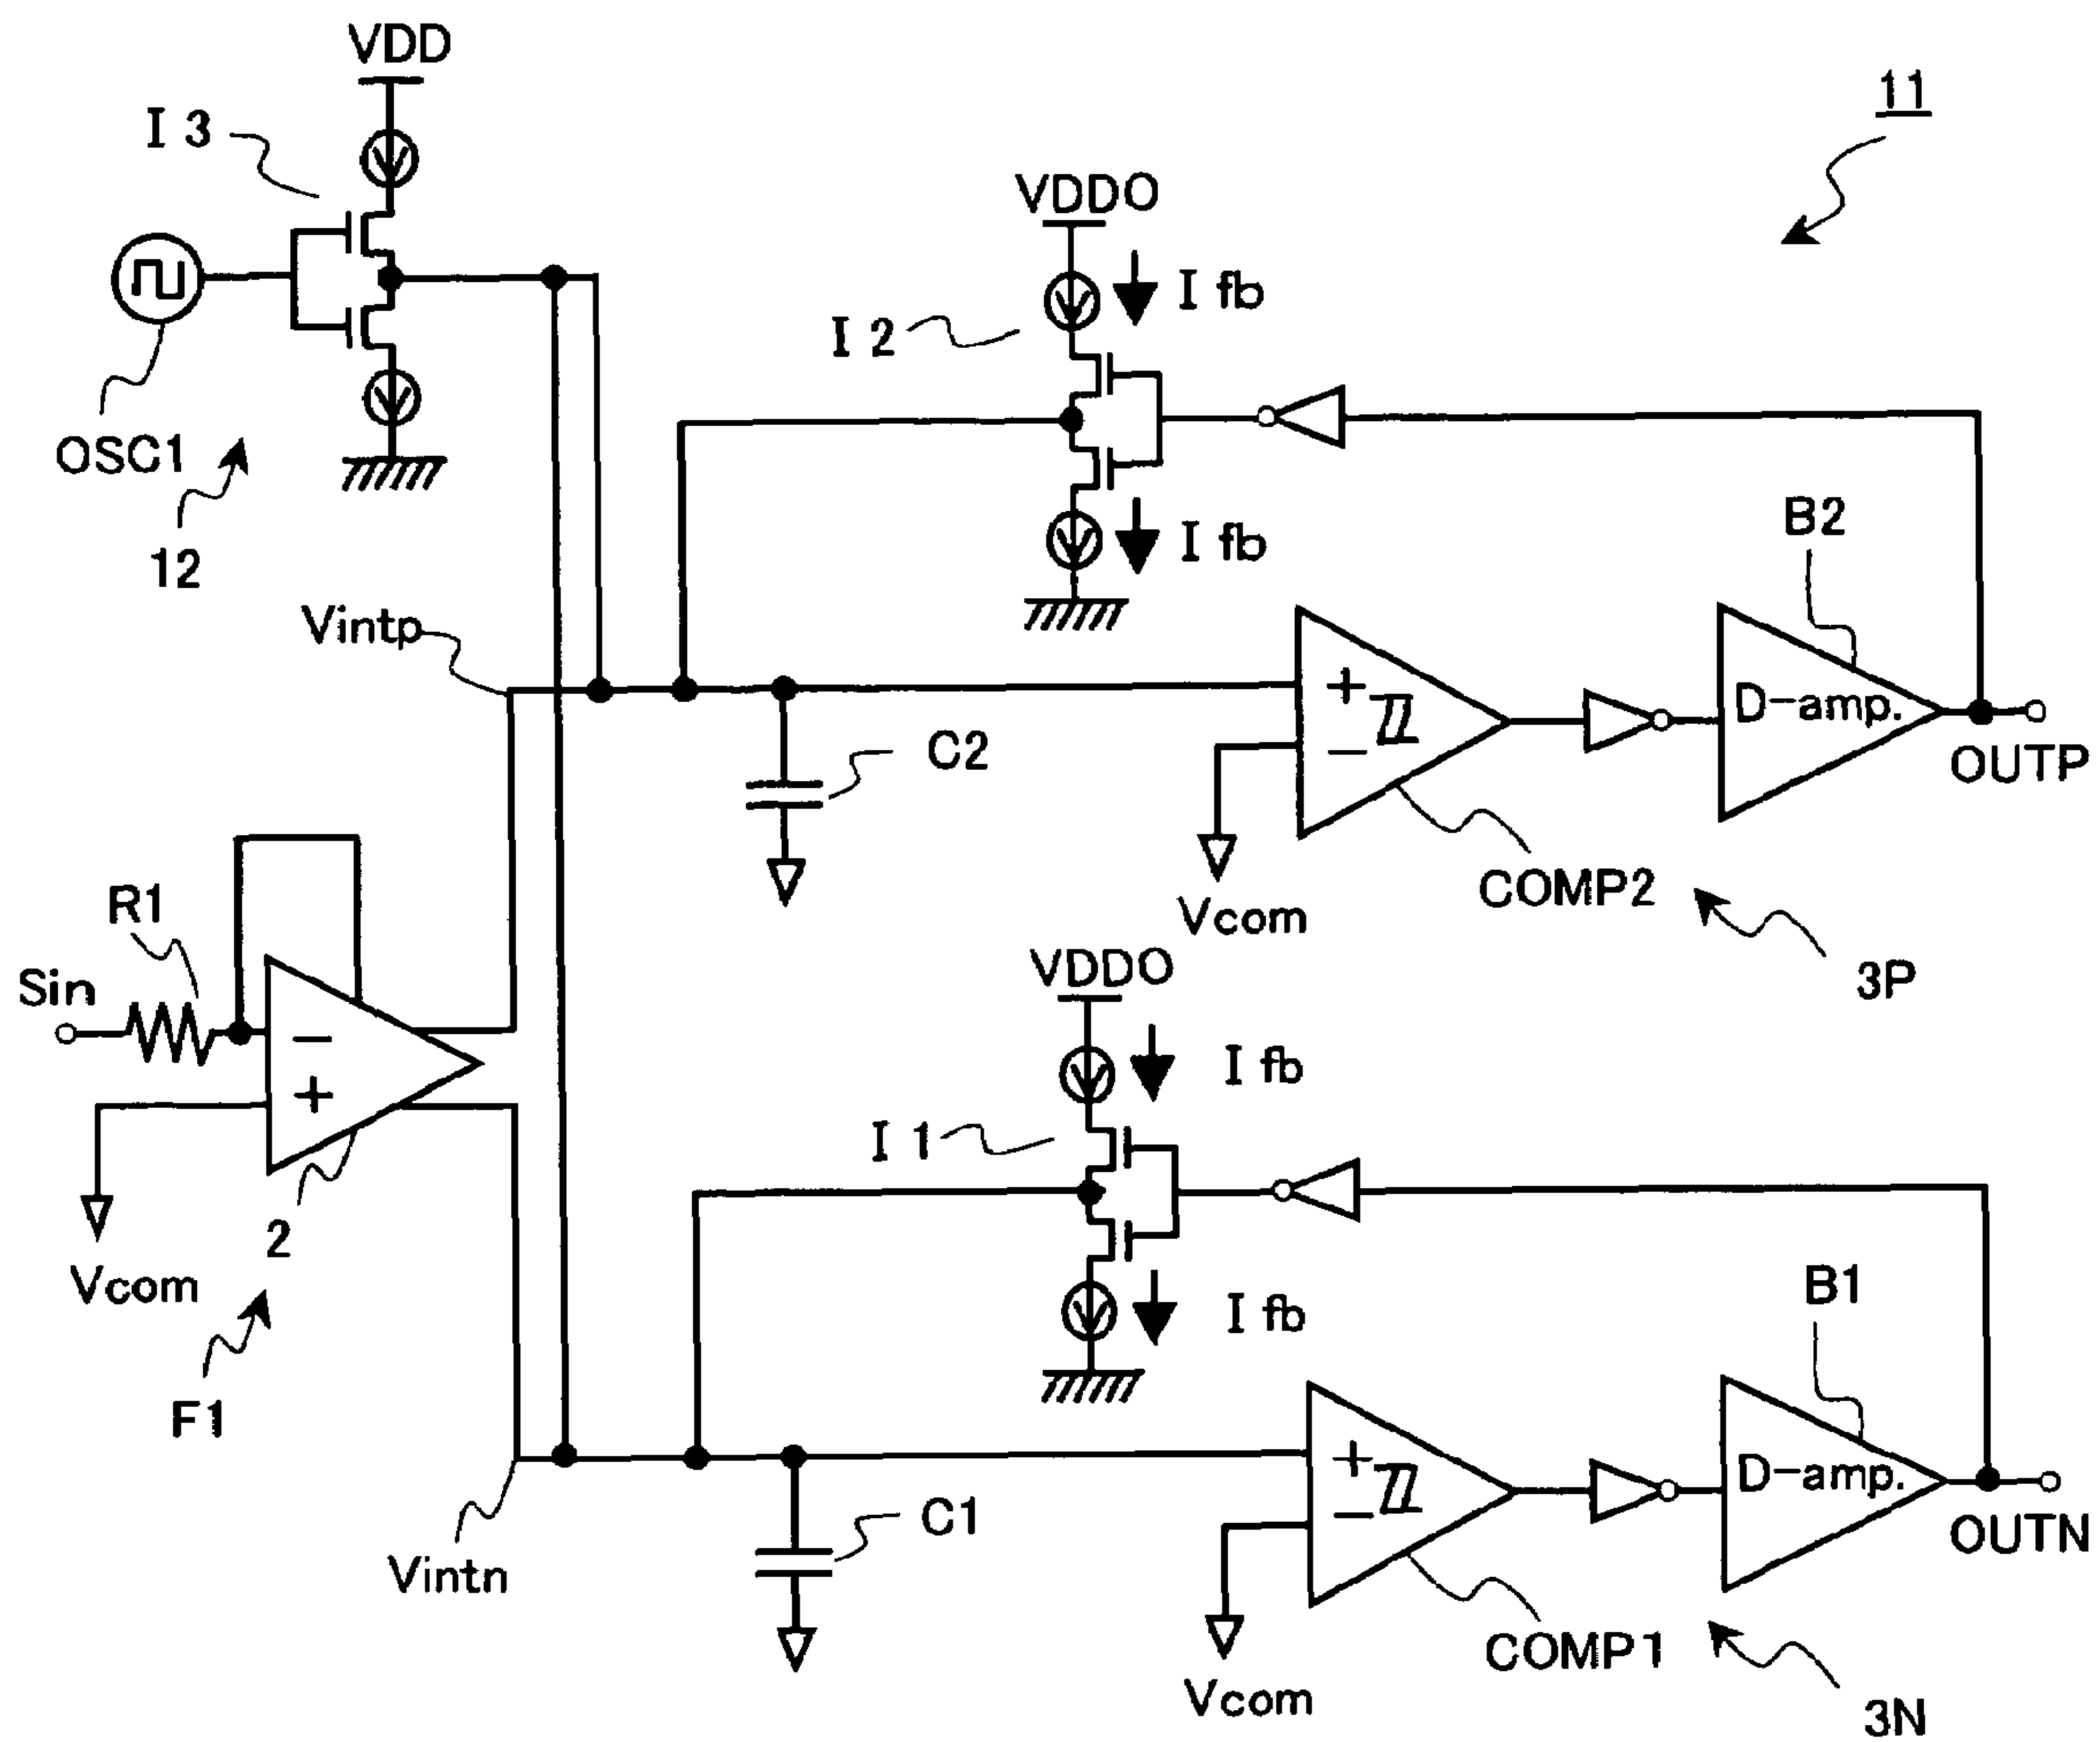 VDD
11
I 3
VDDO
I fb
I 2
OSC1
12
I fb
B2
Vintp
+
−
D-amp.
C2
OUTP
COMP2
Vcom
R1
3P
Sin
VDDO
−
+
I fb
I 1
2
Vcom
B1
I fb
F1
+
−
D-amp.
C1
OUTN
Vintn
COMP1
Vcom
3N